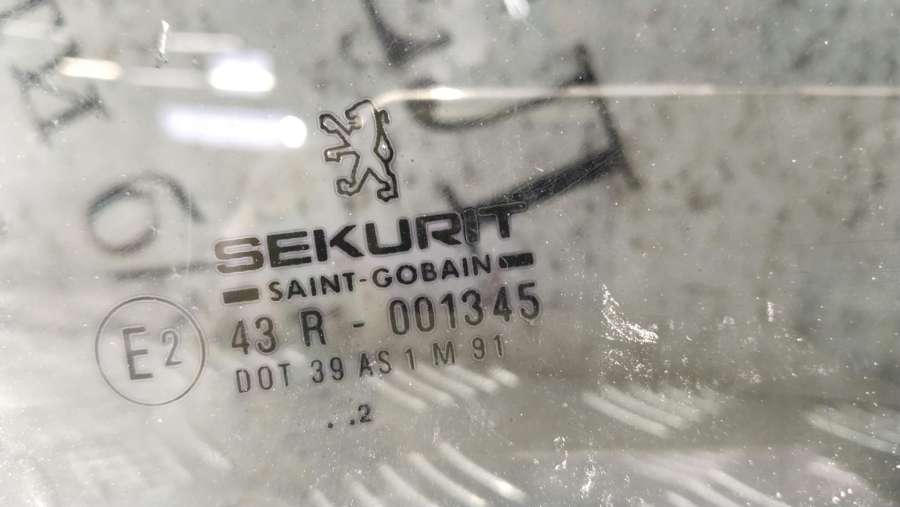 SEKURIT
SAINT-GOBAIN
E2
43 R - 001345
DOT 39 AS 1 M 91
. . 2